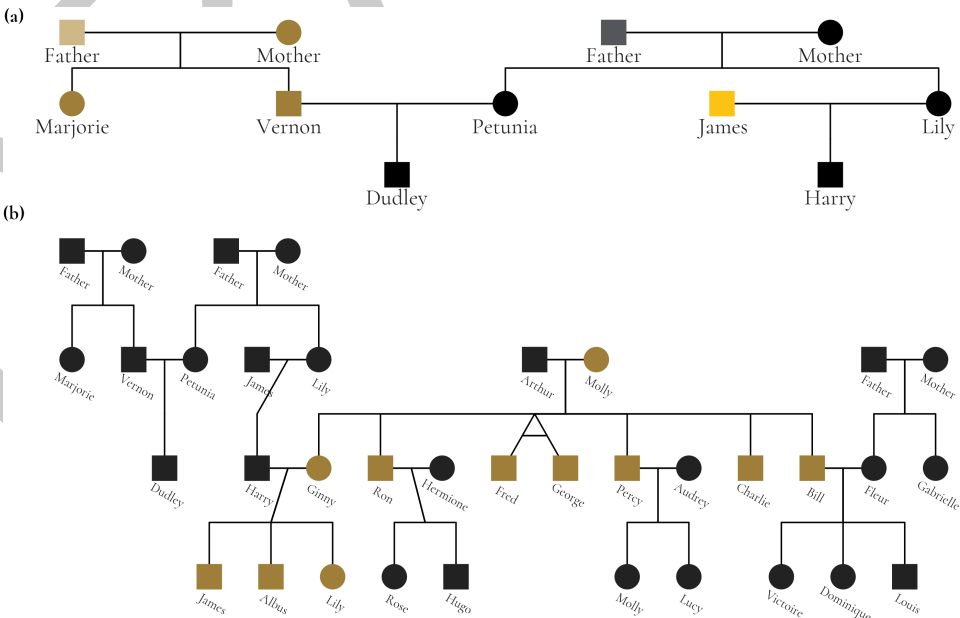 (a)
Father Mother Father Mother
Marjorie Vernon Petunia James Lily
Dudley Harry
(b)
Father Mother Father Mother
Marjorie Vernon Petunia James Lily Arthur Molly Father Mother
Dudley Harry Ginny Ron Hermione Fred George Percy Audrey Charlie Bill Fleur Gabrielle
James Albus Lily Rose Hugo Molly Lucy Victoire Dominique Louis